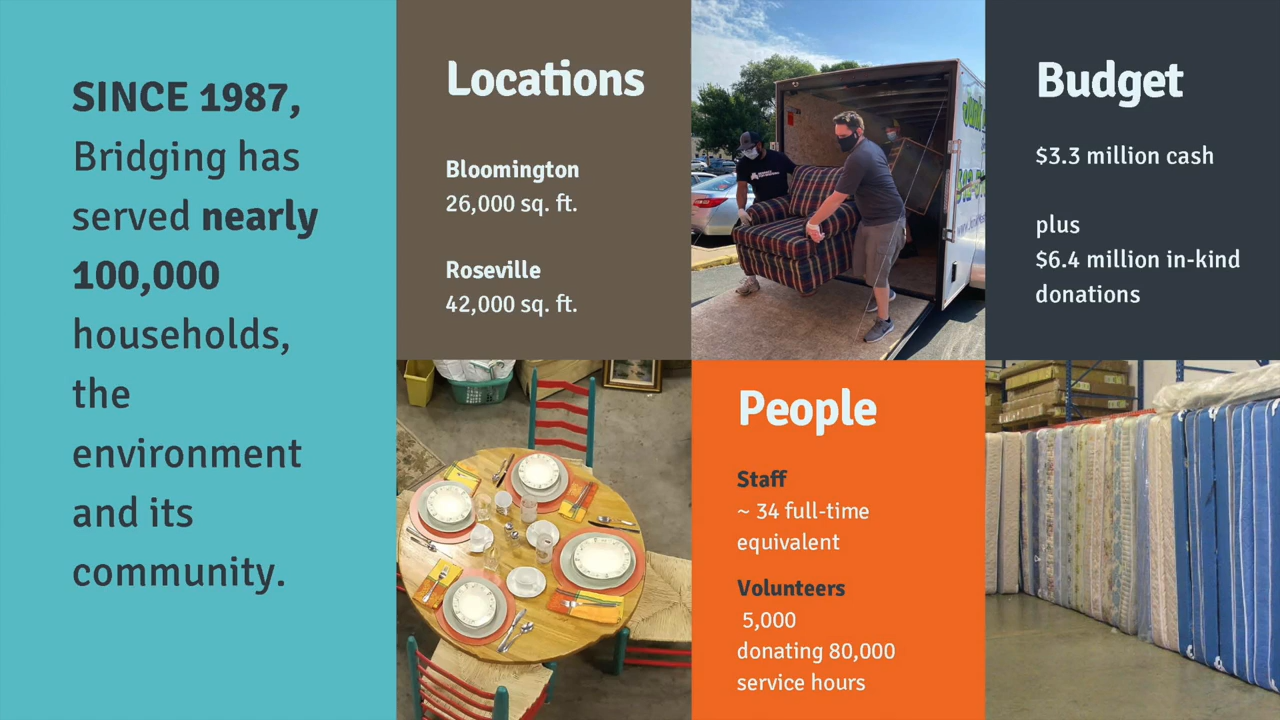 SINCE 1987,
Bridging has
served nearly
100,000
households,
the
environment
and its
community.
Locations
Bloomington
26,000 sq. ft.
Roseville
42,000 sq. ft.
Budget
$3.3 million cash
plus
$6.4 million in-kind
donations
People
Staff
~ 34 full-time
equivalent
Volunteers
5,000
donating 80,000
service hours